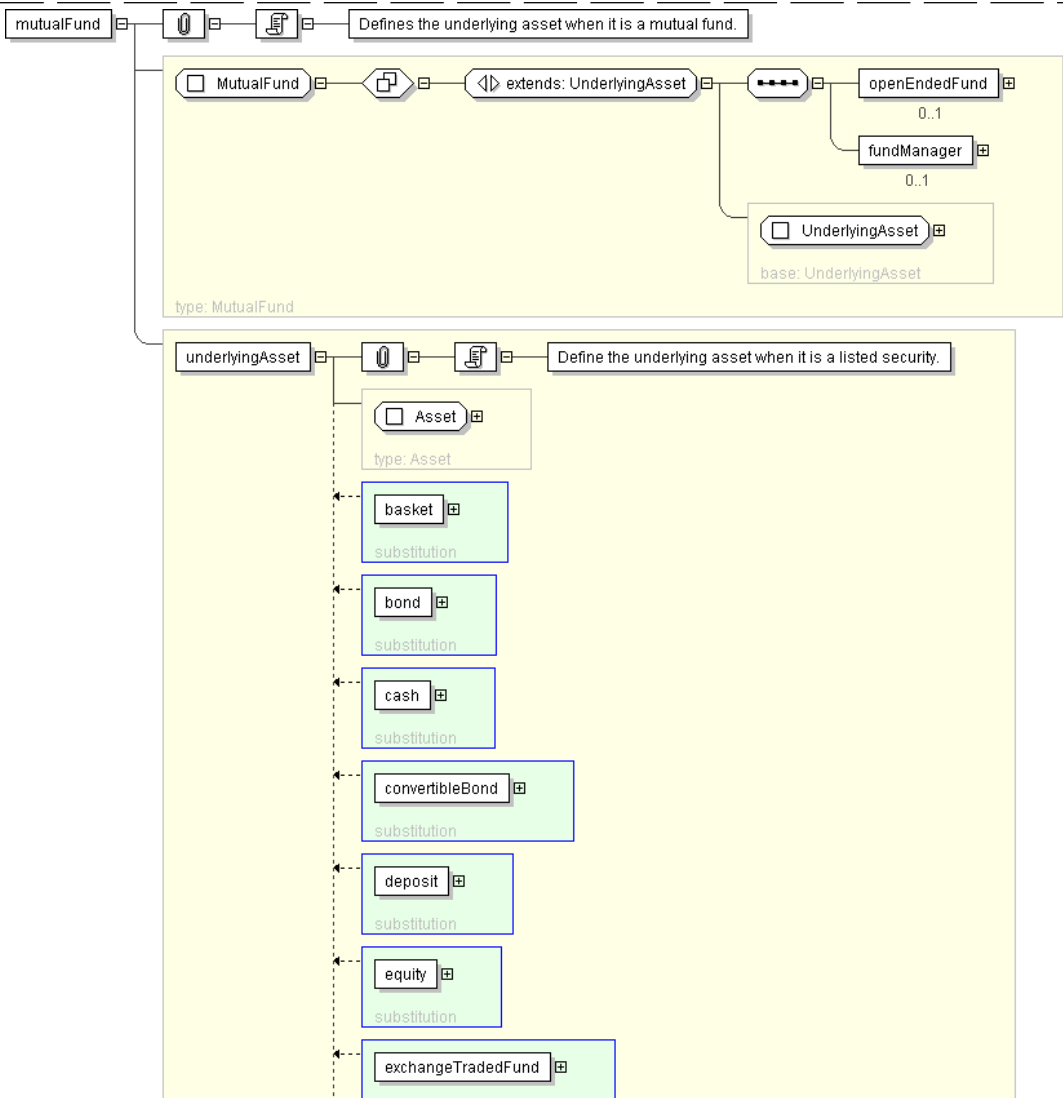 mutualFund
Defines the underlying asset when it is a mutual fund.
MutualFund
extends: UnderlyingAsset
openEndedFund
0..1
fundManager
0..1
UnderlyingAsset
base: UnderlyingAsset
type: MutualFund
underlyingAsset
Define the underlying asset when it is a listed security.
Asset
type: Asset
basket
substitution
bond
substitution
cash
substitution
convertibleBond
substitution
deposit
substitution
equity
substitution
exchangeTradedFund